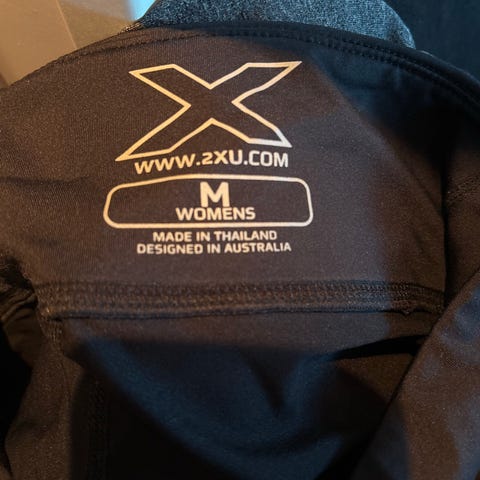 X
WWW.2XU.COM
M
WOMENS
MADE IN THAILAND
DESIGNED IN AUSTRALIA